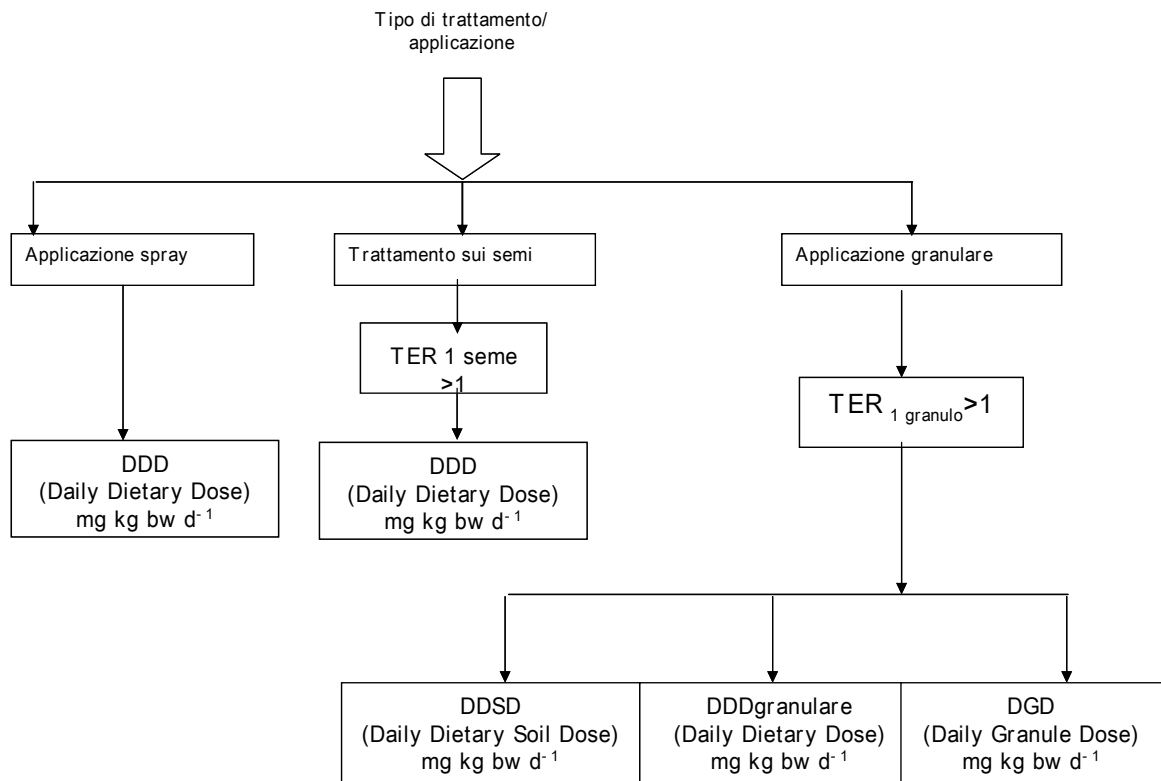 Tipo di trattamento/
applicazione
Applicazione spray
Trattamento sui semi
Applicazione granulare
TER 1 seme
>1
TER 1 granulo>1
DDD
(Daily Dietary Dose)
mg kg bw d-1
DDD
(Daily Dietary Dose)
mg kg bw d-1
DDSD
(Daily Dietary Soil Dose)
mg kg bw d-1
DDDgranulare
(Daily Dietary Dose)
mg kg bw d-1
DGD
(Daily Granule Dose)
mg kg bw d-1